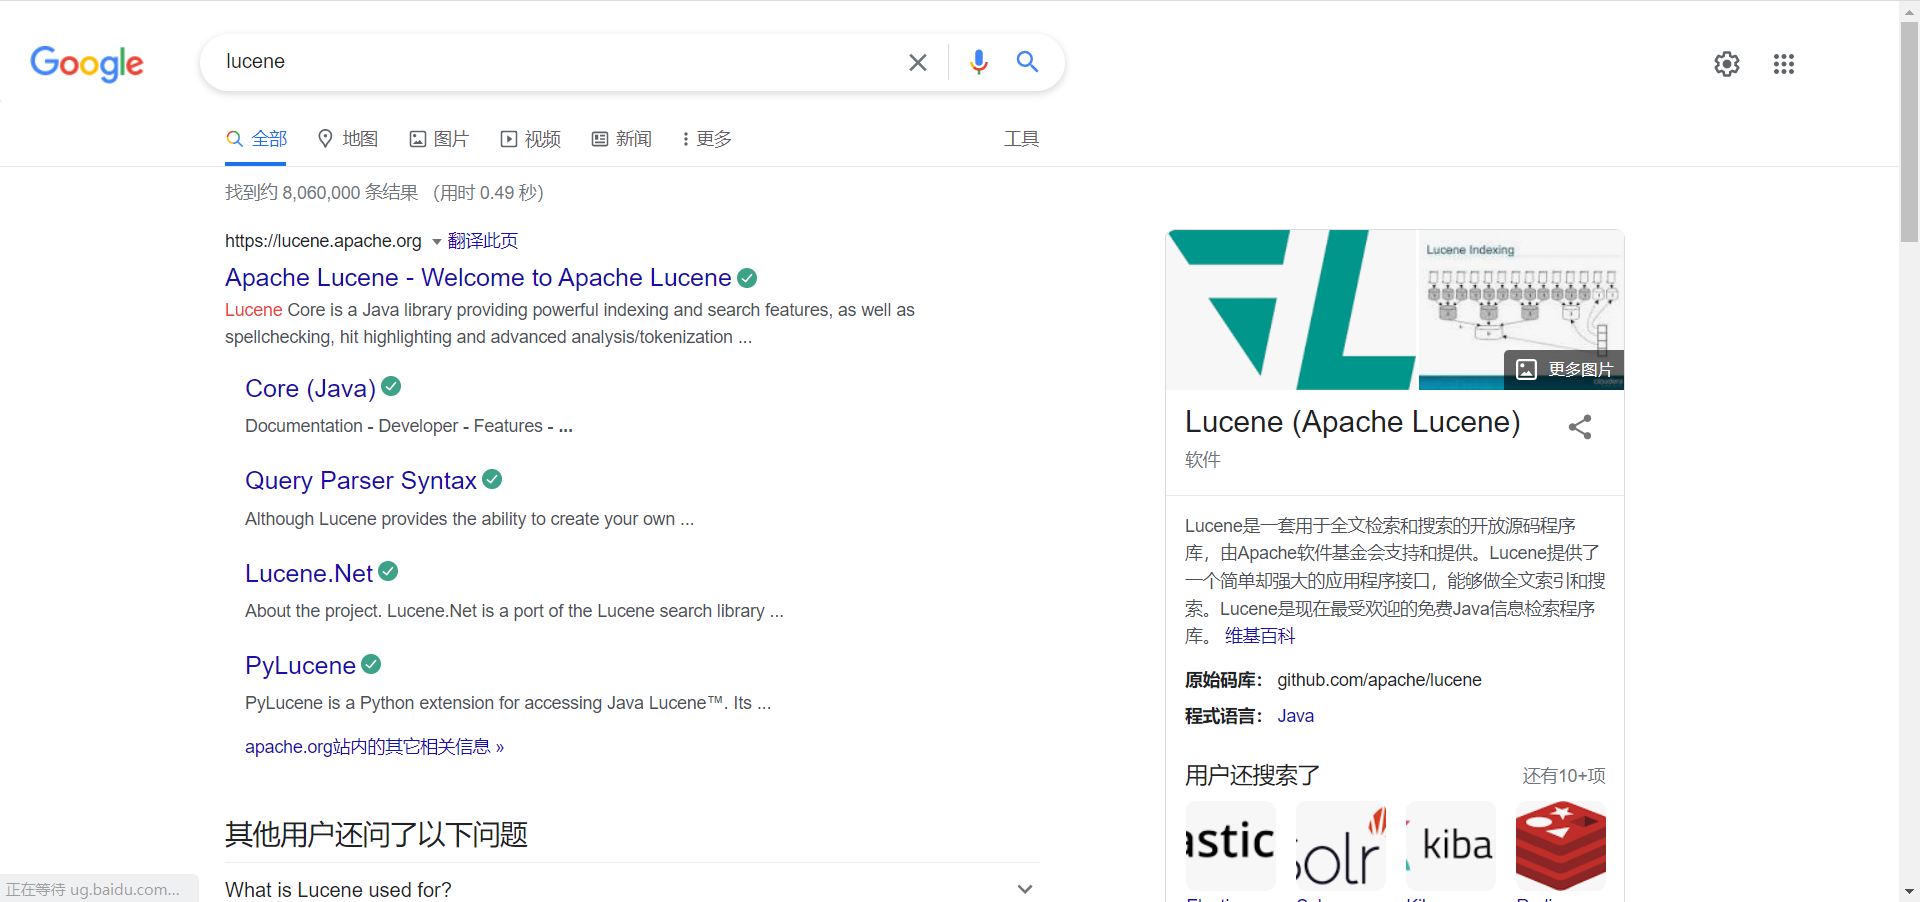 Google
lucene
全部 地图 图片 视频 新闻 更多 工具
找到约 8,060,000 条结果 （用时 0.49 秒）
https://lucene.apache.org 翻译此页
Apache Lucene - Welcome to Apache Lucene
Lucene Core is a Java library providing powerful indexing and search features, as well as
spellchecking, hit highlighting and advanced analysis/tokenization ...
Core (Java)
Documentation - Developer - Features - ...
Query Parser Syntax
Although Lucene provides the ability to create your own ...
Lucene.Net
About the project. Lucene.Net is a port of the Lucene search library ...
PyLucene
PyLucene is a Python extension for accessing Java Lucene™. Its ...
apache.org站内的其它相关信息 »
其他用户还问了以下问题
What is Lucene used for?
正在等待 ug.baidu.com...
Lucene Indexing
更多图片
Lucene (Apache Lucene)
软件
Lucene是一套用于全文检索和搜索的开放源码程序
库，由Apache软件基金会支持和提供。Lucene提供了
一个简单却强大的应用程序接口，能够做全文索引和搜
索。Lucene是现在最受欢迎的免费Java信息检索程序
库。 维基百科
原始码库： github.com/apache/lucene
程式语言： Java
用户还搜索了
还有10+项
astic
Solr
kiba